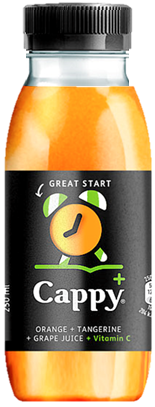 GREAT START
+
Cappy
ORANGE + TANGERINE
+ GRAPE JUICE + Vitamin C
250 ml